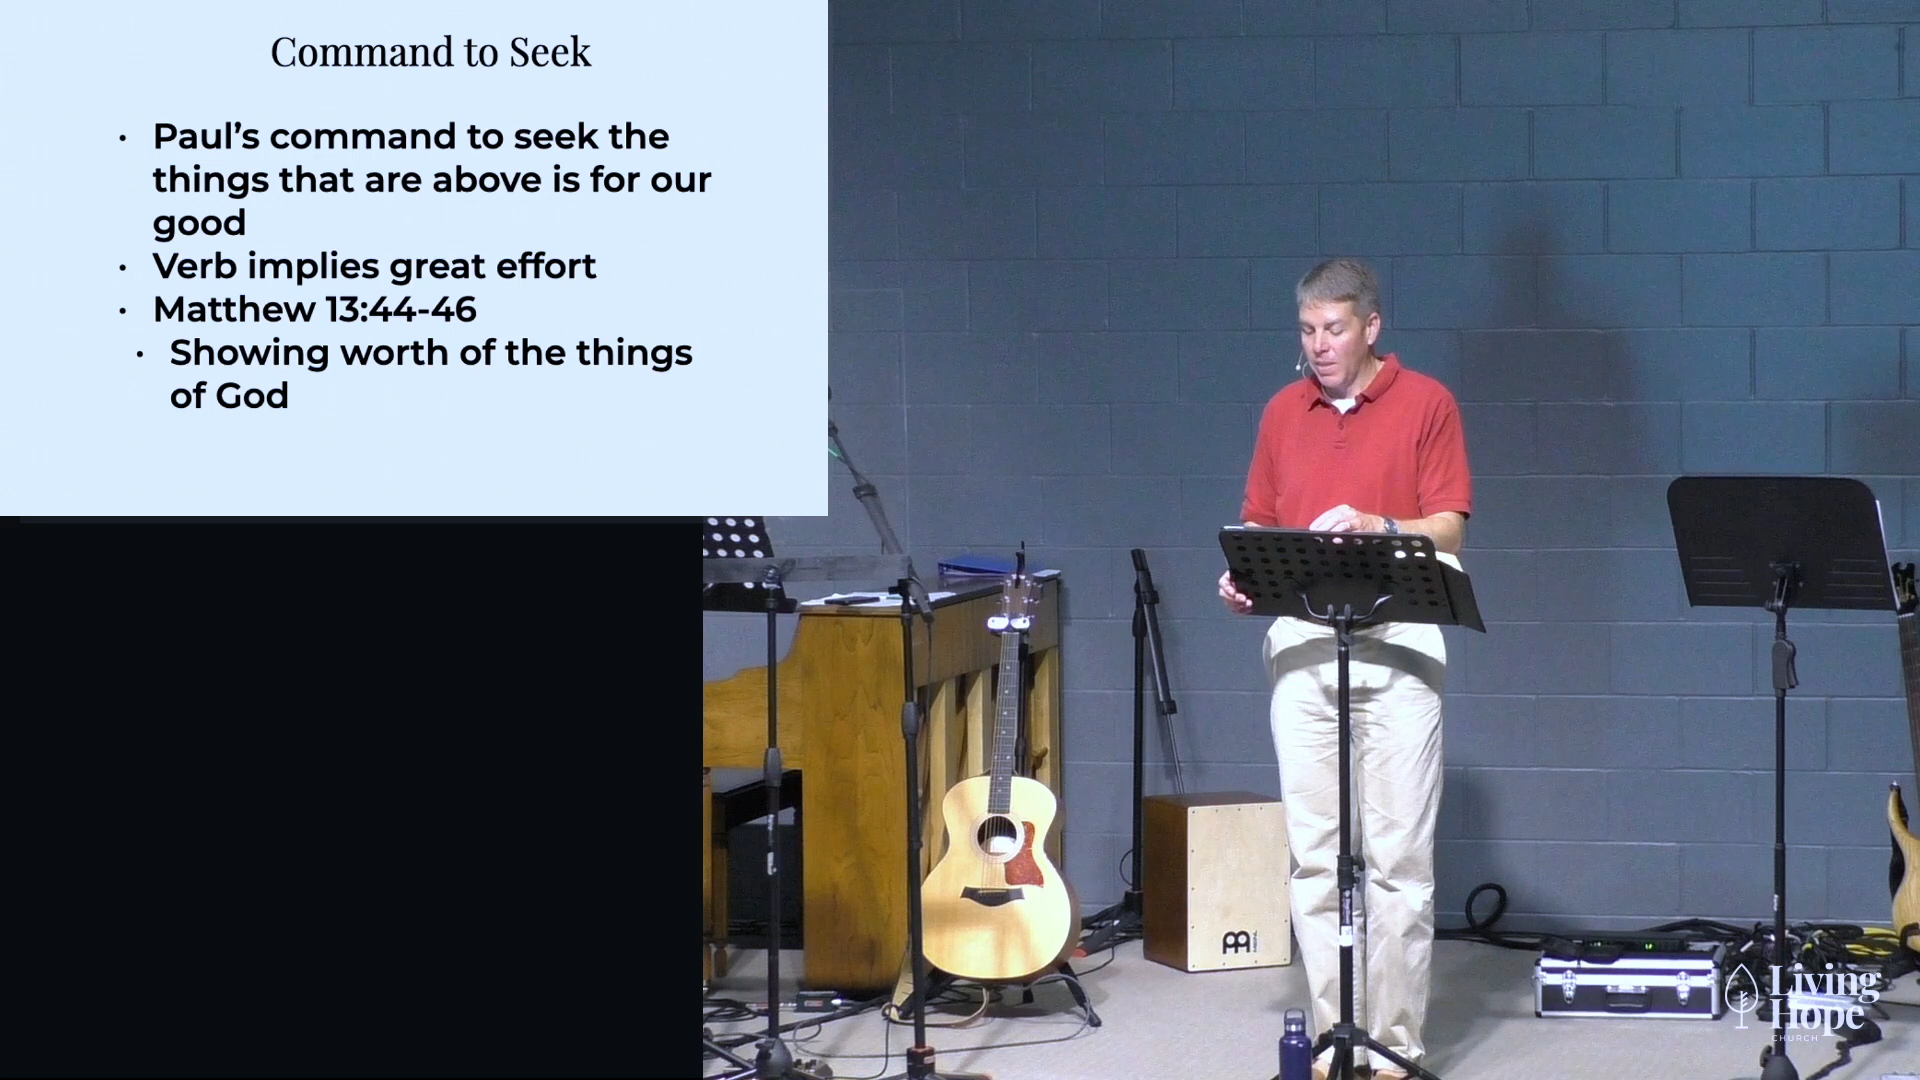 Command to Seek
• Paul’s command to seek the
things that are above is for our
good
• Verb implies great effort
• Matthew 13:44-46
• Showing worth of the things
of God
MEINL
Living
Hope
CHURCH